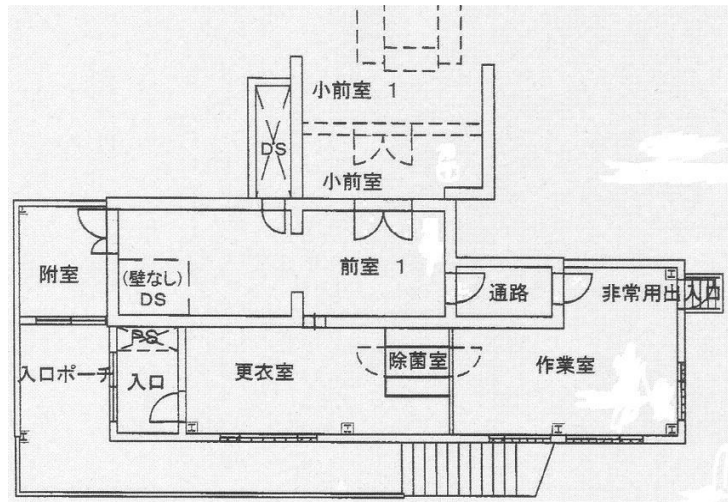 小前室 1
DS
小前室
附室
(壁なし)
DS
前室 1
通路
非常用出入口
PS
入口ポーチ
入口
更衣室
除菌室
作業室